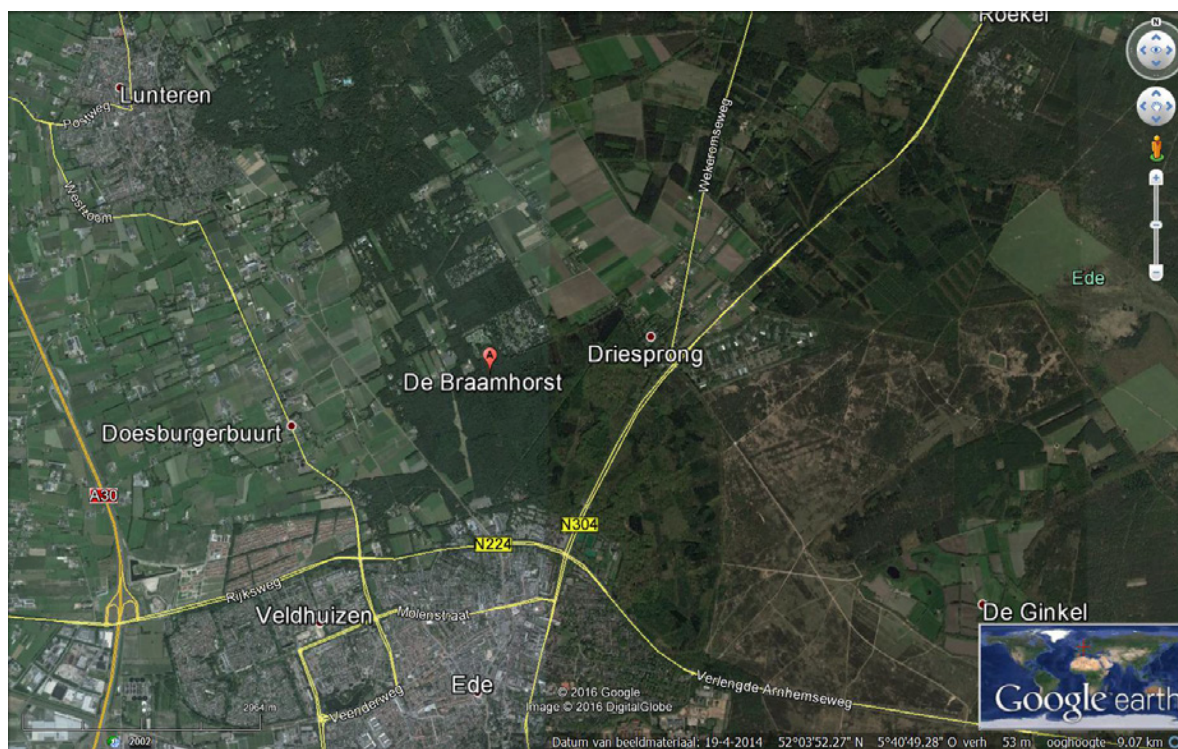 Roekel
N
Lunteren
Postweg
Westzoom
Wekeromseweg
Ede
Driesprong
A
De Braamhorst
Doesburgerbuurt
A30
N304
N224
Rijksweg
Molenstraat
Veldhuizen
De Ginkel
Ede
Verlengde Arnhemseweg
Veenderweg
© 2016 Google
Image © 2016 DigitalGlobe
Google earth
2964 m
2002
Datum van beeldmateriaal: 19-4-2014 52°03'52.27" N 5°40'49.28" O verh 53 m ooghoogte 9.07 km